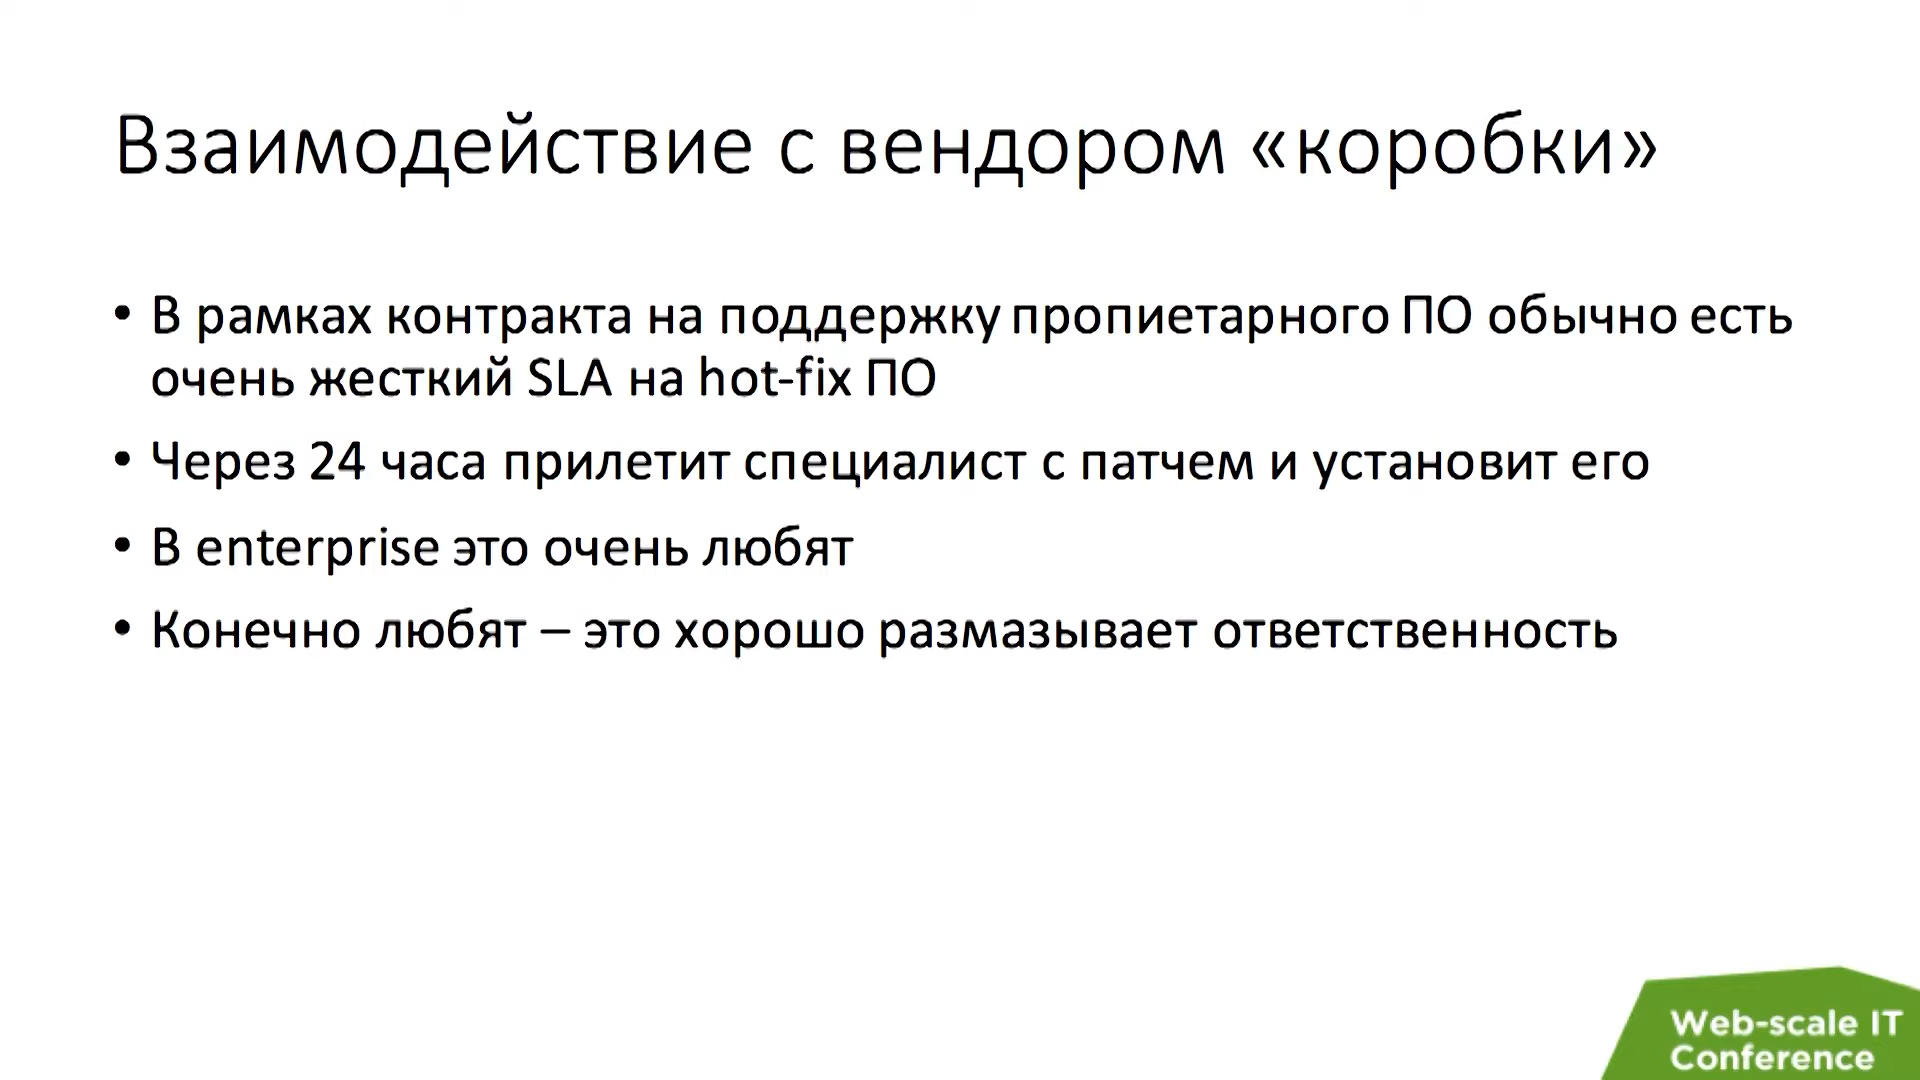 Взаимодействие с вендором «коробки»
• В рамках контракта на поддержку пропиетарного ПО обычно есть
очень жесткий SLA на hot-fix ПО
• Через 24 часа прилетит специалист с патчем и установит его
• В enterprise это очень любят
• Конечно любят – это хорошо размазывает ответственность
Web-scale IT
Conference